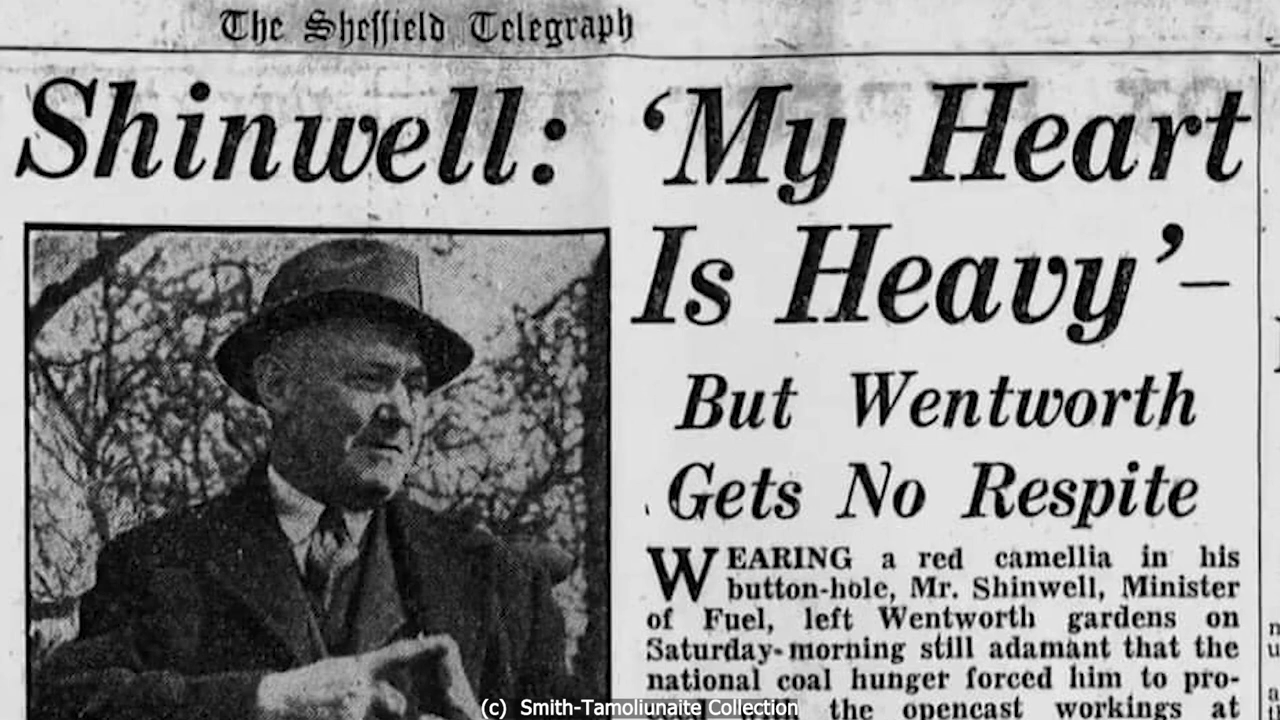 The Sheffield Telegraph
Shinwell: 'My Heart
Is Heavy'-
But Wentworth
Gets No Respite
WEARING a red camellia in his
button-hole, Mr. Shinwell, Minister
of Fuel, left Wentworth gardens on
Saturday-morning still adamant that the
national coal hunger forced him to pro-
the opencast workings at
(c) Smith-Tamoliunaite Collection